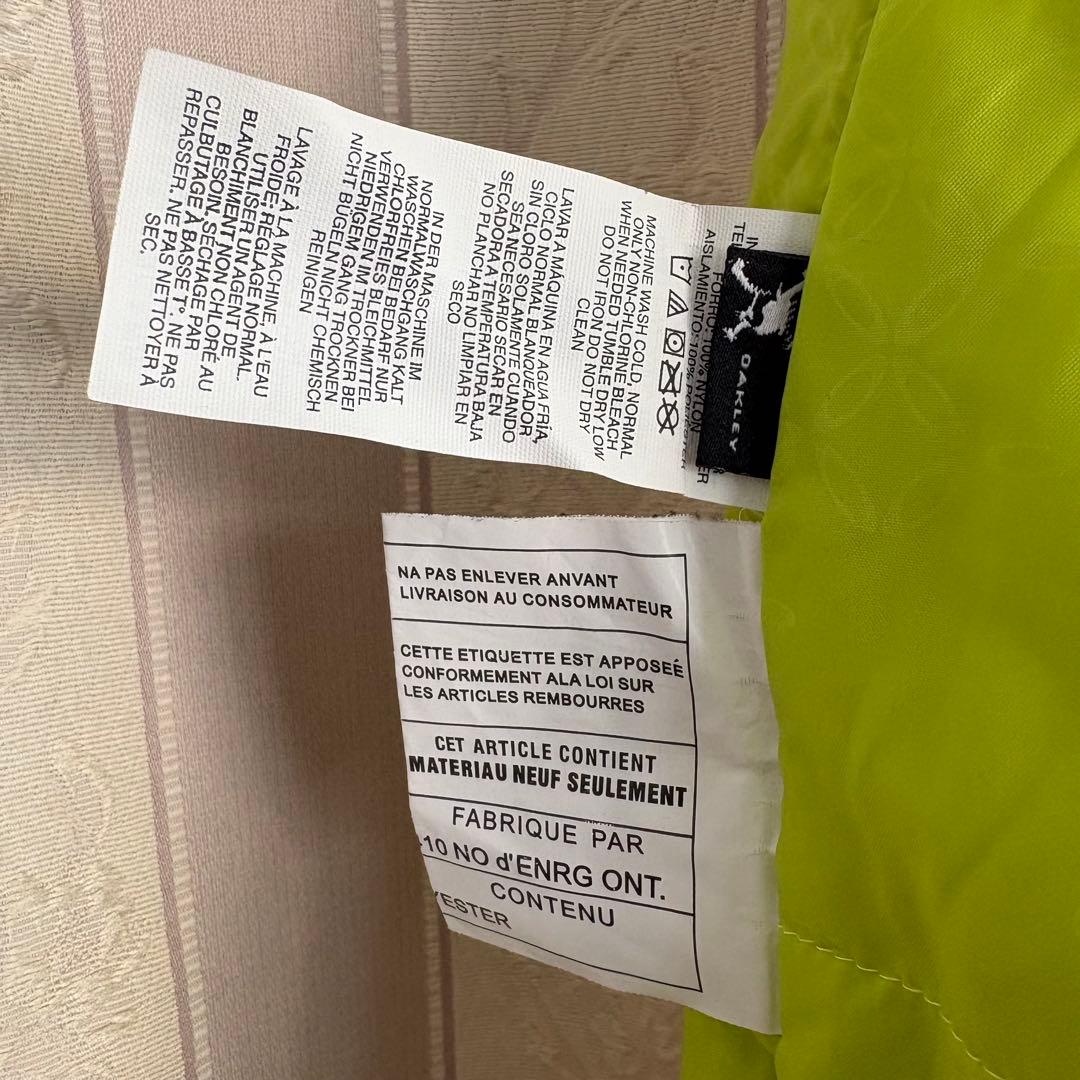 FORRO: 100% NYLON
MACHINE WASH COLD, NORMAL
ONLY NON-CHLORINE BLEACH
WHEN NEEDED TUMBLE DRY LOW
DO NOT IRON DO NOT DRY
CLEAN
LAVAR A MÁQUINA EN AGUA FRÍA,
CICLO NORMAL BLANQUEADOR
SIN CLORO SOLAMENTE CUANDO
SEA NECESARIO SECAR EN
SECADORA A TEMPERATURA BAJA
NO PLANCHAR NO LIMPIAR EN
SECO
IN DER MASCHINE IM
NORMALWASCHGANG KALT
WASCHEN BEI BEDARF NUR
CHLORFREIES BLEICHMITTEL
VERWENDEN IM TROCKNER BEI
NIEDRIGEM GANG TROCKNEN
NICHT BÜGELN NICHT CHEMISCH
REINIGEN
LAVAGE À LA MACHINE, À L'EAU
FROIDE, RÉGLAGE NORMAL.
UTILISER UN AGENT DE
BLANCHIMENT NON CHLORÉ AU
BESOIN. SÉCHAGE PAR
CULBUTAGE À BASSE T°. NE PAS
REPASSER. NE PAS NETTOYER À
SEC.
OAKLEY
NA PAS ENLEVER ANVANT
LIVRAISON AU CONSOMMATEUR
CETTE ETIQUETTE EST APPOSEÉ
CONFORMEMENT ALA LOI SUR
LES ARTICLES REMBOURRES
CET ARTICLE CONTIENT
MATERIAU NEUF SEULEMENT
FABRIQUE PAR
-10 NO d'ENRG ONT.
CONTENU
YESTER